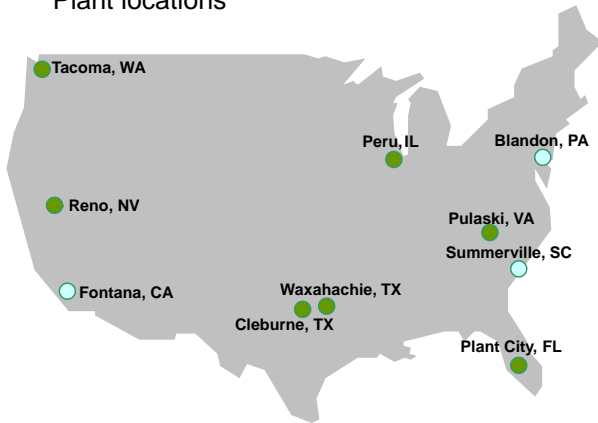 Plant locations
Tacoma, WA
Peru, IL
Blandon, PA
Reno, NV
Pulaski, VA
Summerville, SC
Fontana, CA
Waxahachie, TX
Cleburne, TX
Plant City, FL